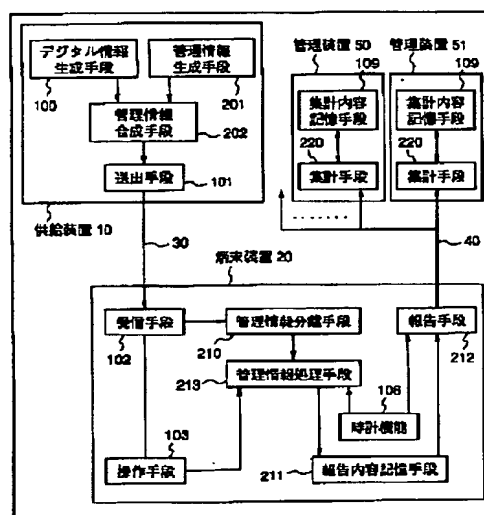 デジタル情報
生成手段
100
管理情報
生成手段
201
管理情報
合成手段
202
送出手段
101
供給装置 10
管理装置 50
109
集計内容
記憶手段
220
集計手段
管理装置 51
109
集計内容
記憶手段
220
集計手段
30
40
端末装置 20
受信手段
102
管理情報分離手段
210
報告手段
212
管理情報処理手段
213
106
時計機能
103
操作手段
報告内容記憶手段
211